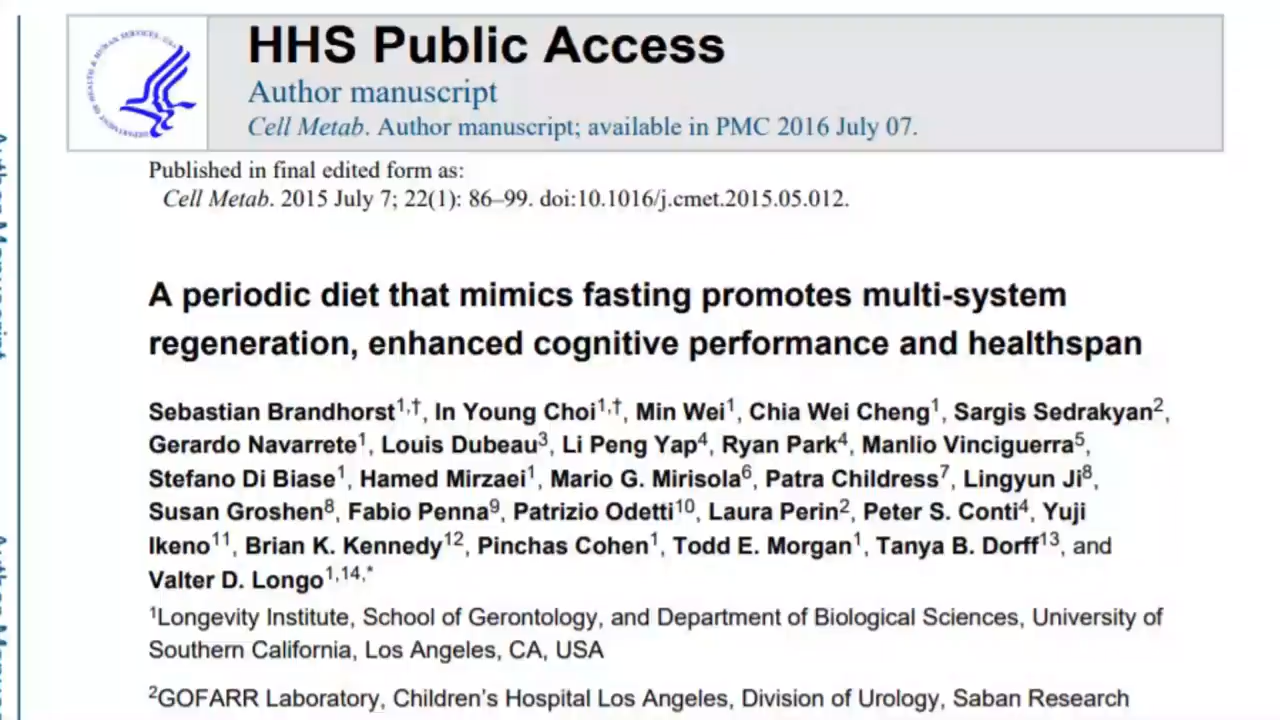 HHS Public Access
Author manuscript
Cell Metab. Author manuscript; available in PMC 2016 July 07.
Published in final edited form as:
Cell Metab. 2015 July 7; 22(1): 86–99. doi:10.1016/j.cmet.2015.05.012.
A periodic diet that mimics fasting promotes multi-system
regeneration, enhanced cognitive performance and healthspan
Sebastian Brandhorst1,†, In Young Choi1,†, Min Wei1, Chia Wei Cheng1, Sargis Sedrakyan2,
Gerardo Navarrete1, Louis Dubeau3, Li Peng Yap4, Ryan Park4, Manlio Vinciguerra5,
Stefano Di Biase1, Hamed Mirzaei1, Mario G. Mirisola6, Patra Childress7, Lingyun Ji8,
Susan Groshen8, Fabio Penna9, Patrizio Odetti10, Laura Perin2, Peter S. Conti4, Yuji
Ikeno11, Brian K. Kennedy12, Pinchas Cohen1, Todd E. Morgan1, Tanya B. Dorff13, and
Valter D. Longo1,14,*
1Longevity Institute, School of Gerontology, and Department of Biological Sciences, University of
Southern California, Los Angeles, CA, USA
2GOFARR Laboratory, Children's Hospital Los Angeles, Division of Urology, Saban Research